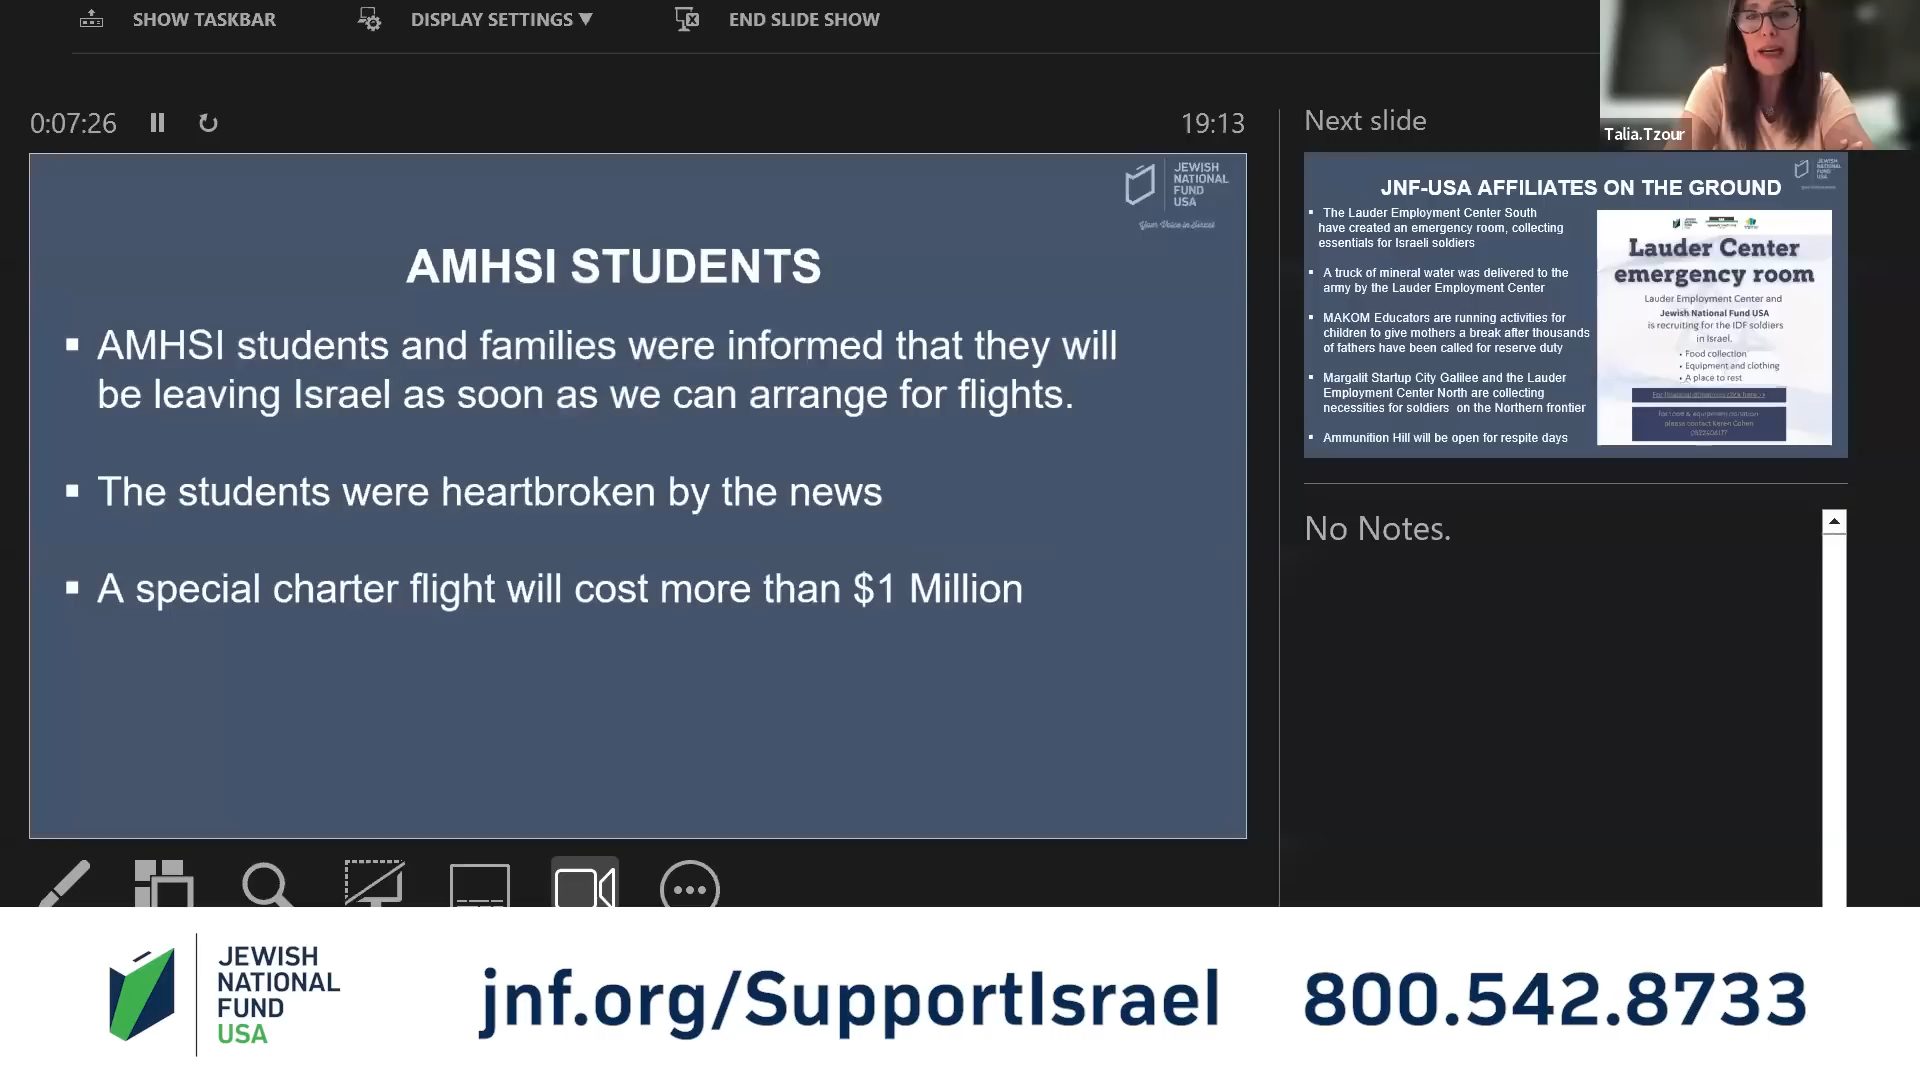 SHOW TASKBAR
DISPLAY SETTINGS ▼
END SLIDE SHOW
0:07:26
19:13
JEWISH
NATIONAL
FUND
USA
Your Voice in Israel
AMHSI STUDENTS
▪ AMHSI students and families were informed that they will
be leaving Israel as soon as we can arrange for flights.
▪ The students were heartbroken by the news
▪ A special charter flight will cost more than $1 Million
Next slide
Talia.Tzour
JNF-USA AFFILIATES ON THE GROUND
▪ The Lauder Employment Center South
have created an emergency room, collecting
essentials for Israeli soldiers
▪ A truck of mineral water was delivered to the
army by the Lauder Employment Center
▪ MAKOM Educators are running activities for
children to give mothers a break after thousands
of fathers have been called for reserve duty
▪ Margalit Startup City Galilee and the Lauder
Employment Center North are collecting
necessities for soldiers on the Northern frontier
▪ Ammunition Hill will be open for respite days
Lauder Center
emergency room
Lauder Employment Center and
Jewish National Fund USA
is recruiting for the IDF soldiers
in Israel.
• Food collection
• Equipment and clothing
• A place to rest
please contact Keren Cohen
No Notes.
JEWISH
NATIONAL
FUND
USA
jnf.org/SupportIsrael
800.542.8733